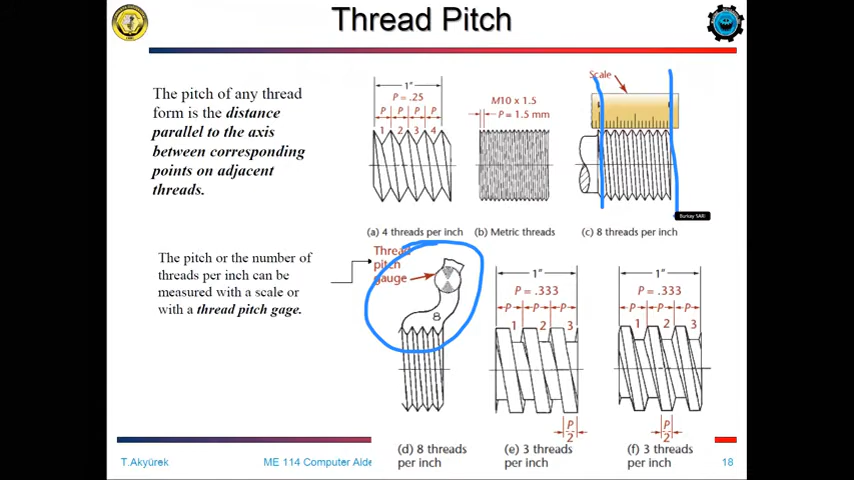 Thread Pitch
The pitch of any thread
form is the distance
parallel to the axis
between corresponding
points on adjacent
threads.
1"
P = .25
P P P P
1 2 3 4
(a) 4 threads per inch
M10 x 1.5
P = 1.5 mm
(b) Metric threads
Scale
Burkay SARI
(c) 8 threads per inch
The pitch or the number of
threads per inch can be
measured with a scale or
with a thread pitch gage.
Thread
pitch
gauge
8
(d) 8 threads
per inch
1"
P = .333
P P P
1 2 3
P
2
(e) 3 threads
per inch
1"
P = .333
P P P
1 2 3
P
2
(f) 3 threads
per inch
T.Akyürek
ME 114 Computer Aide
18